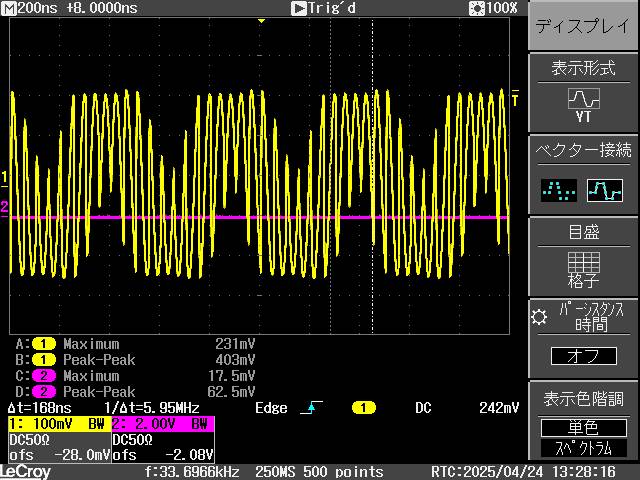 M 200ns +8.0000ns Trig'd 100%
ディスプレイ
表示形式
YT
ベクター接続
目盛
格子
パーシスタンス
時間
オフ
表示色階調
単色
スペクトラム
T
1
2
A: 1 Maximum 231mV
B: 1 Peak-Peak 403mV
C: 2 Maximum 17.5mV
D: 2 Peak-Peak 62.5mV
Δt=168ns 1/Δt=5.95MHz Edge 1 DC 242mV
1: 100mV BW 2: 2.00V BW
DC50Ω DC50Ω
ofs -28.0mV ofs -2.08V
LeCroy f:33.6966kHz 250MS 500 points RTC:2025/04/24 13:28:16